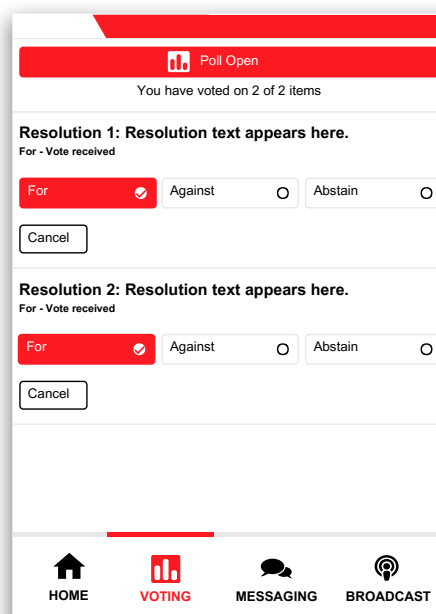 Poll Open
You have voted on 2 of 2 items
Resolution 1: Resolution text appears here.
For - Vote received
For Against Abstain
Cancel
Resolution 2: Resolution text appears here.
For - Vote received
For Against Abstain
Cancel
HOME VOTING MESSAGING BROADCAST